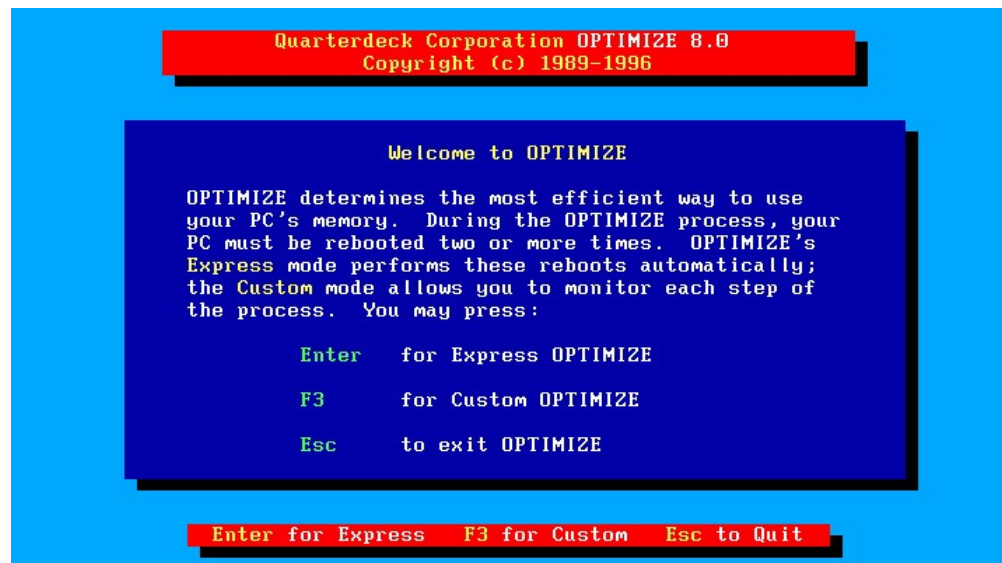 Quarterdeck Corporation OPTIMIZE 8.0
Copyright (c) 1989-1996
Welcome to OPTIMIZE
OPTIMIZE determines the most efficient way to use
your PC's memory.  During the OPTIMIZE process, your
PC must be rebooted two or more times.  OPTIMIZE's
Express mode performs these reboots automatically;
the Custom mode allows you to monitor each step of
the process.  You may press:
Enter   for Express OPTIMIZE
F3      for Custom OPTIMIZE
Esc     to exit OPTIMIZE
Enter for Express   F3 for Custom   Esc to Quit